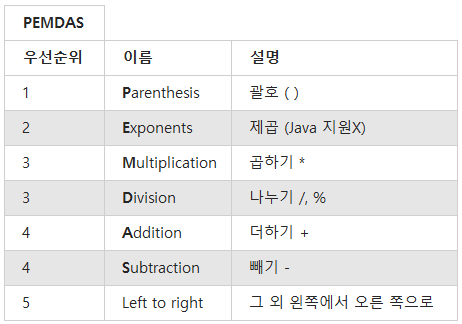 PEMDAS
우선순위 이름 설명
1 Parenthesis 괄호 ( )
2 Exponents 제곱 (Java 지원X)
3 Multiplication 곱하기 *
3 Division 나누기 /, %
4 Addition 더하기 +
4 Subtraction 빼기 -
5 Left to right 그 외 왼쪽에서 오른 쪽으로